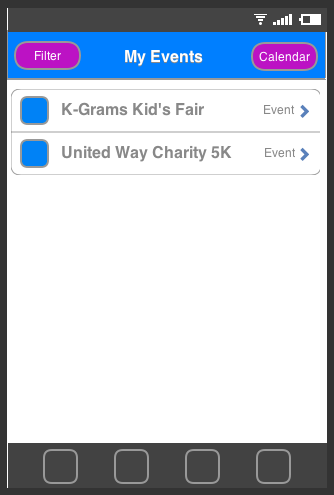 Filter
My Events
Calendar
K-Grams Kid's Fair
Event
United Way Charity 5K
Event